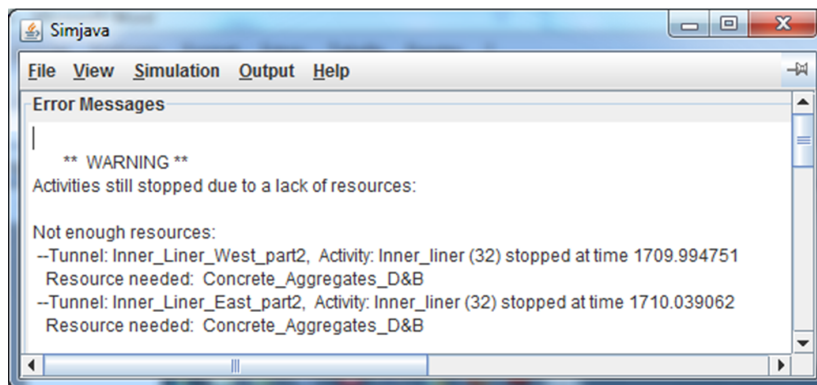 Simjava
File View Simulation Output Help
Error Messages
** WARNING **
Activities still stopped due to a lack of resources:
Not enough resources:
--Tunnel: Inner_Liner_West_part2, Activity: Inner_liner (32) stopped at time 1709.994751
Resource needed: Concrete_Aggregates_D&B
--Tunnel: Inner_Liner_East_part2, Activity: Inner_liner (32) stopped at time 1710.039062
Resource needed: Concrete_Aggregates_D&B